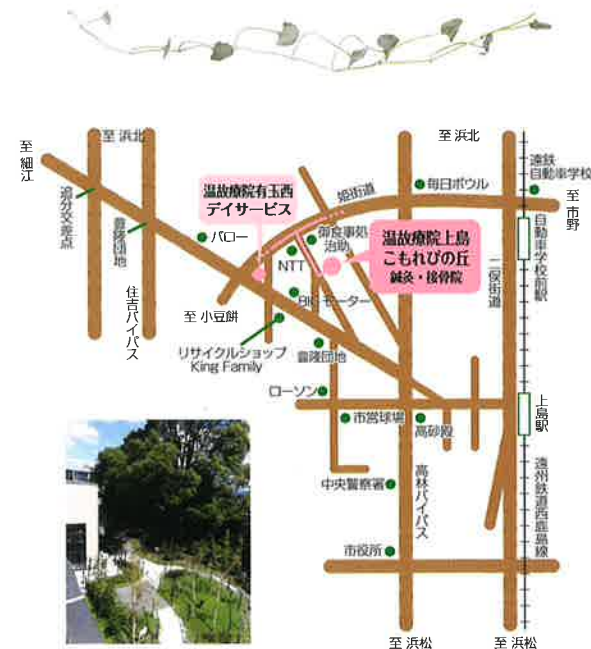 至 浜北
至 浜北
至 細江
遠鉄
自動車学校
至 市野
追分交差点
豊隆団地
住吉バイパス
バロー
温故療院有玉西
デイサービス
姫街道
毎日ボウル
御食事処
治助
NTT
温故療院上島
こもれびの丘
鍼灸・接骨院
自動車学校前駅
二俣街道
BIGモーター
至 小豆餅
リサイクルショップ
King Family
豊隆団地
ローソン
市営球場
高砂殿
上島駅
中央警察署
高林バイパス
遠州鉄道西鹿島線
市役所
至 浜松
至 浜松